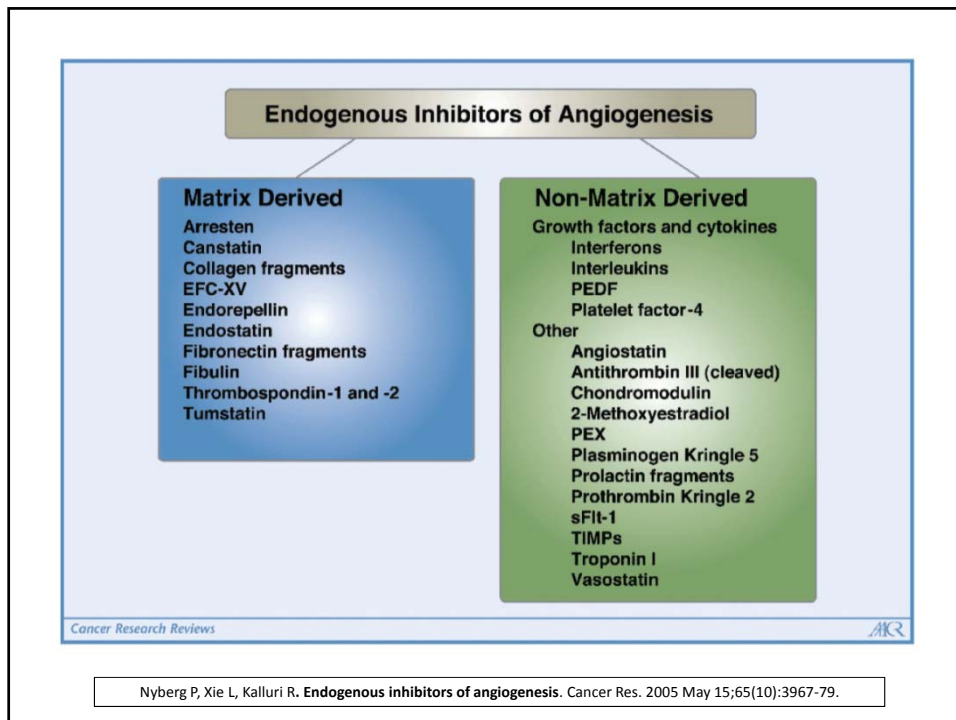 Endogenous Inhibitors of Angiogenesis
Matrix Derived
Arresten
Canstatin
Collagen fragments
EFC-XV
Endorepellin
Endostatin
Fibronectin fragments
Fibulin
Thrombospondin-1 and -2
Tumstatin
Non-Matrix Derived
Growth factors and cytokines
Interferons
Interleukins
PEDF
Platelet factor-4
Other
Angiostatin
Antithrombin III (cleaved)
Chondromodulin
2-Methoxyestradiol
PEX
Plasminogen Kringle 5
Prolactin fragments
Prothrombin Kringle 2
sFlt-1
TIMPs
Troponin I
Vasostatin
Cancer Research Reviews
AACR
Nyberg P, Xie L, Kalluri R. Endogenous inhibitors of angiogenesis. Cancer Res. 2005 May 15;65(10):3967-79.